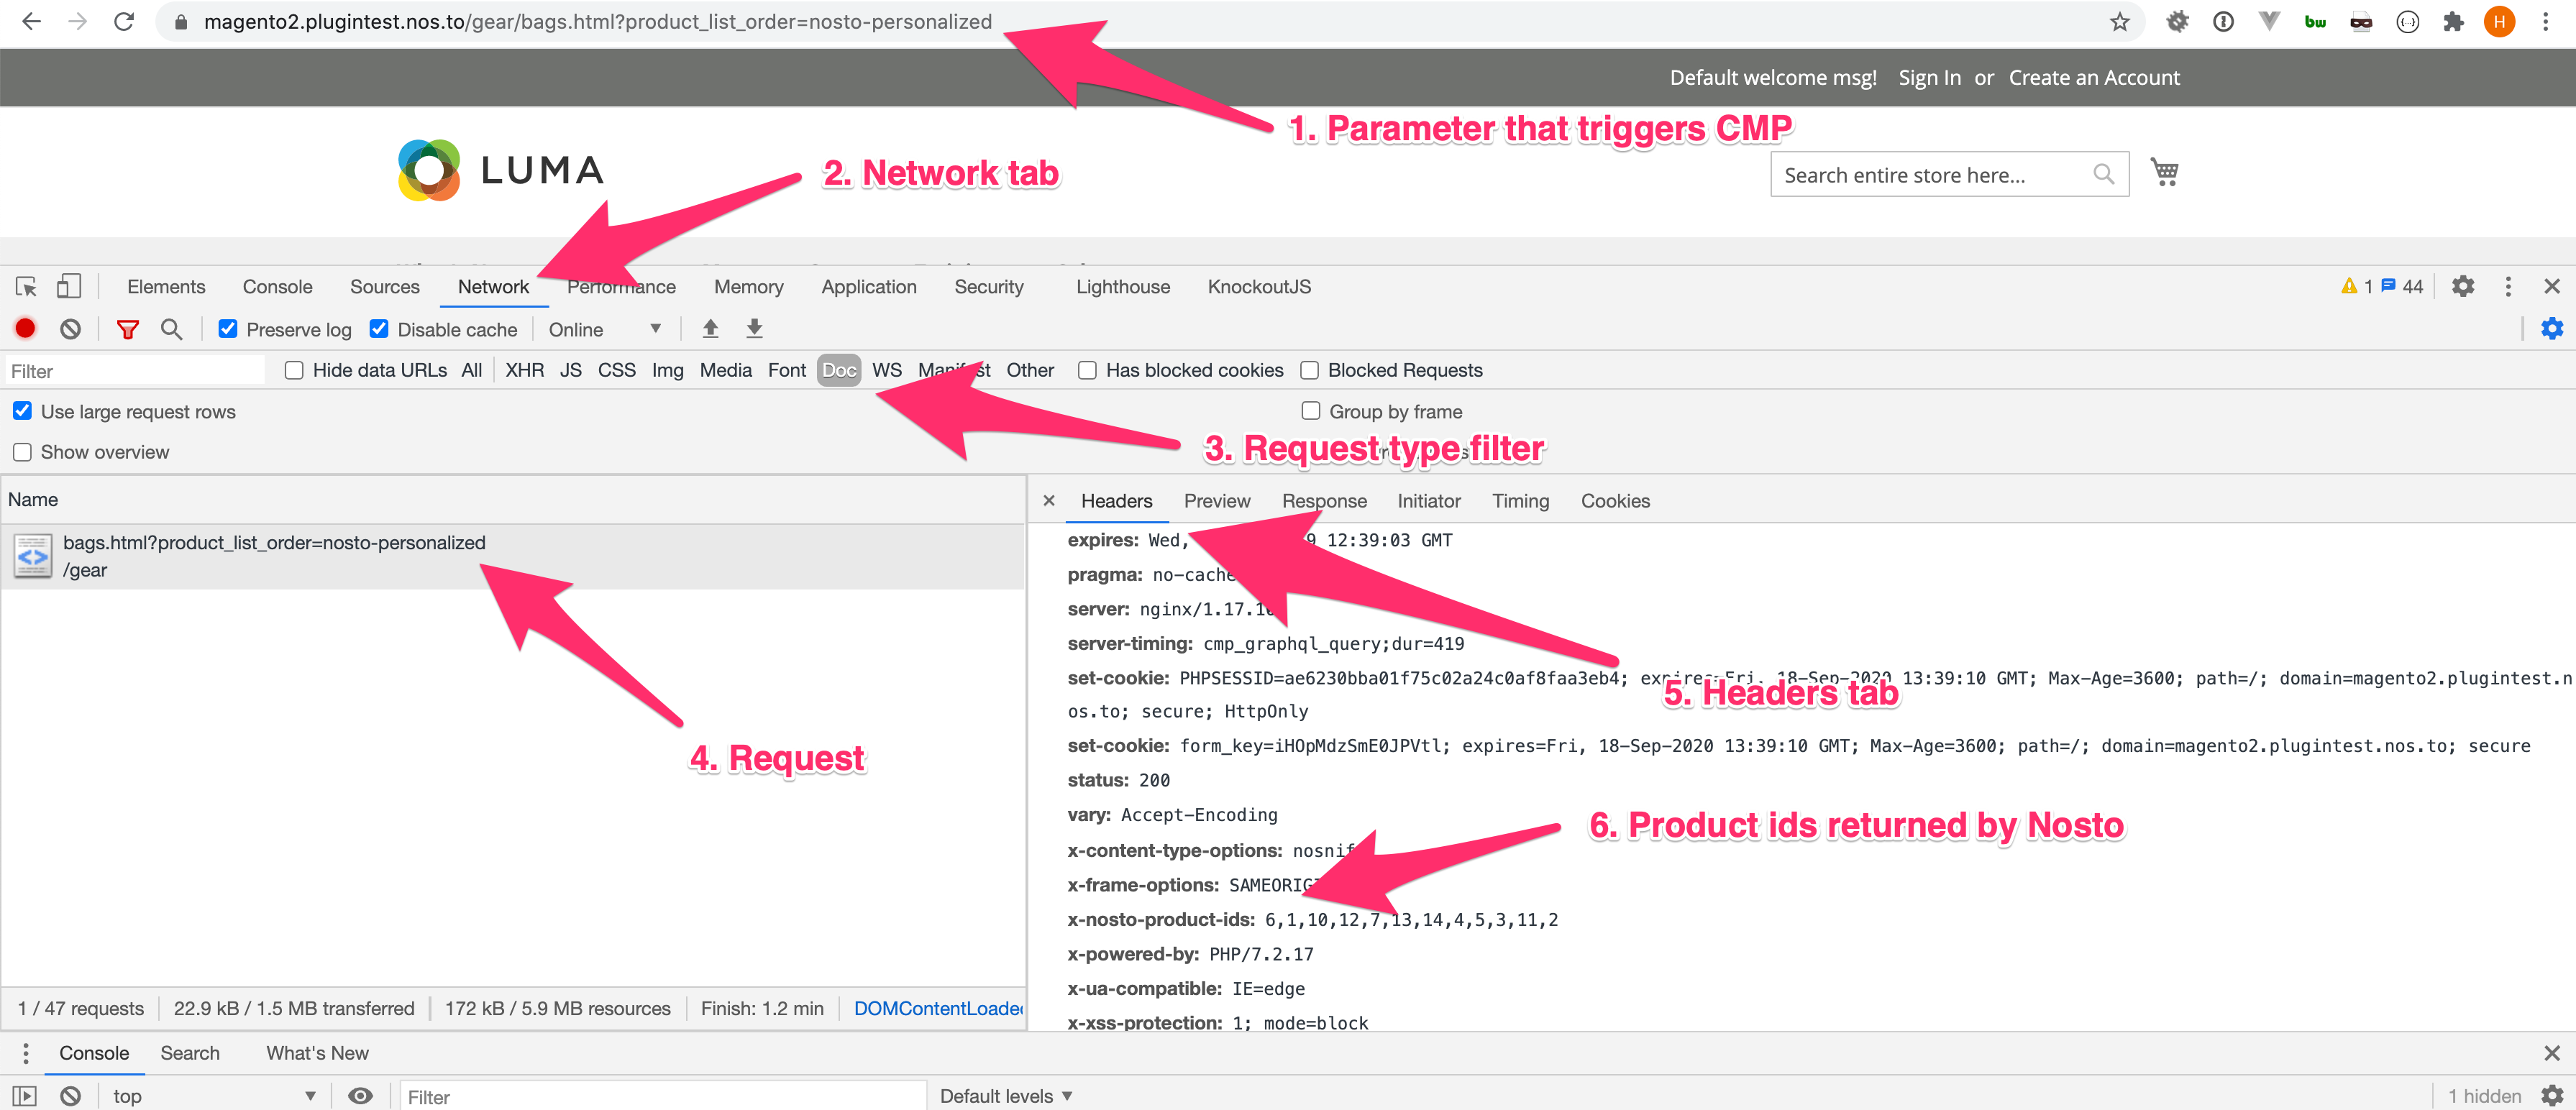 magento2.plugintest.nos.to/gear/bags.html?product_list_order=nosto-personalized
bw
H
Default welcome msg! Sign In or Create an Account
1. Parameter that triggers CMP
LUMA
2. Network tab
Search entire store here...
Elements Console Sources Network Performance Memory Application Security Lighthouse KnockoutJS 1 44
Preserve log Disable cache Online
Filter Hide data URLs All XHR JS CSS Img Media Font Doc WS Manifest Other Has blocked cookies Blocked Requests
Use large request rows Group by frame
3. Request type filter
Show overview
Name
Headers Preview Response Initiator Timing Cookies
bags.html?product_list_order=nosto-personalized
/gear
4. Request
expires: Wed, 9 12:39:03 GMT
pragma: no-cache
server: nginx/1.17.1
server-timing: cmp_graphql_query;dur=419
set-cookie: PHPSESSID=ae6230bba01f75c02a24c0af8faa3eb4; expires=Fri, 18-Sep-2020 13:39:10 GMT; Max-Age=3600; path=/; domain=magento2.plugintest.n
os.to; secure; HttpOnly
5. Headers tab
set-cookie: form_key=iHOpMdzSmE0JPVtl; expires=Fri, 18-Sep-2020 13:39:10 GMT; Max-Age=3600; path=/; domain=magento2.plugintest.nos.to; secure
status: 200
vary: Accept-Encoding
6. Product ids returned by Nosto
x-content-type-options: nosnif
x-frame-options: SAMEORIG
x-nosto-product-ids: 6,1,10,12,7,13,14,4,5,3,11,2
x-powered-by: PHP/7.2.17
x-ua-compatible: IE=edge
x-xss-protection: 1; mode=block
1 / 47 requests 22.9 kB / 1.5 MB transferred 172 kB / 5.9 MB resources Finish: 1.2 min DOMContentLoaded
Console Search What's New
top Filter Default levels 1 hidden